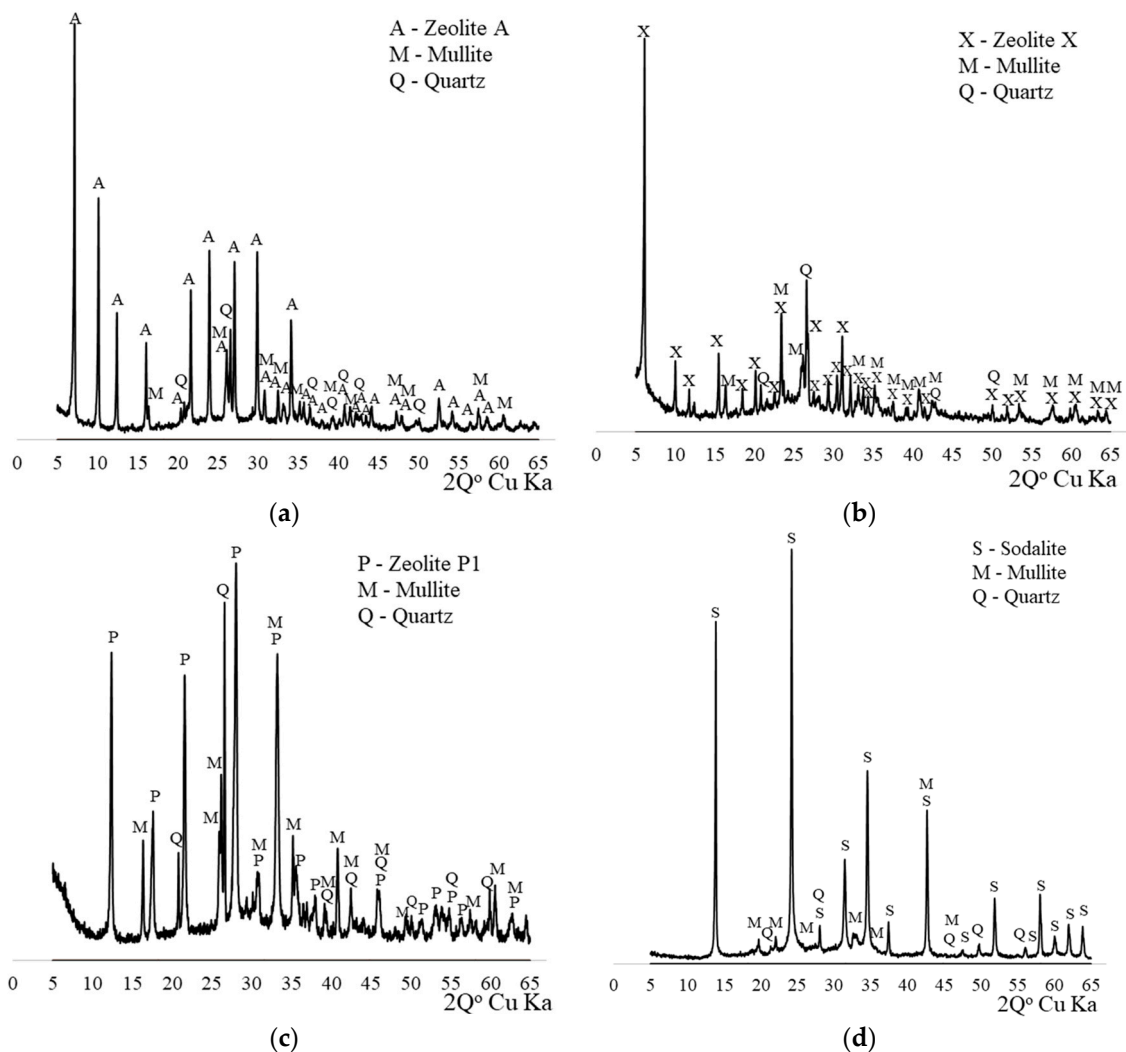 A - Zeolite A
M - Mullite
Q - Quartz
A
A
A
A
M
Q
A
A
A
M
A
Q
A
A
M
A
M
A
A
0 5 10 15 20 25 30 35 40 45 50 55 60 65
2Qº Cu Ka
(a)
X - Zeolite X
M - Mullite
Q - Quartz
X
X
X
X
M
X
X
Q
X
M
X
M
Q
X
X
X
0 5 10 15 20 25 30 35 40 45 50 55 60 65
2Qº Cu Ka
(b)
P - Zeolite P1
M - Mullite
Q - Quartz
P
M
P
Q
P
M
M
Q
P
M
P
M
P
M
P
P
M
Q
M
M
Q
M
Q
P
M
Q
P
P
Q
P
P
M
Q
M
M
P
0 5 10 15 20 25 30 35 40 45 50 55 60 65
2Qº Cu Ka
(c)
S - Sodalite
M - Mullite
Q - Quartz
S
M
Q
M
S
M
Q
S
S
M
S
M
S
M
S
M
Q
S
Q
S
Q
S
S
S
S
S
0 5 10 15 20 25 30 35 40 45 50 55 60 65
2Qº Cu Ka
(d)